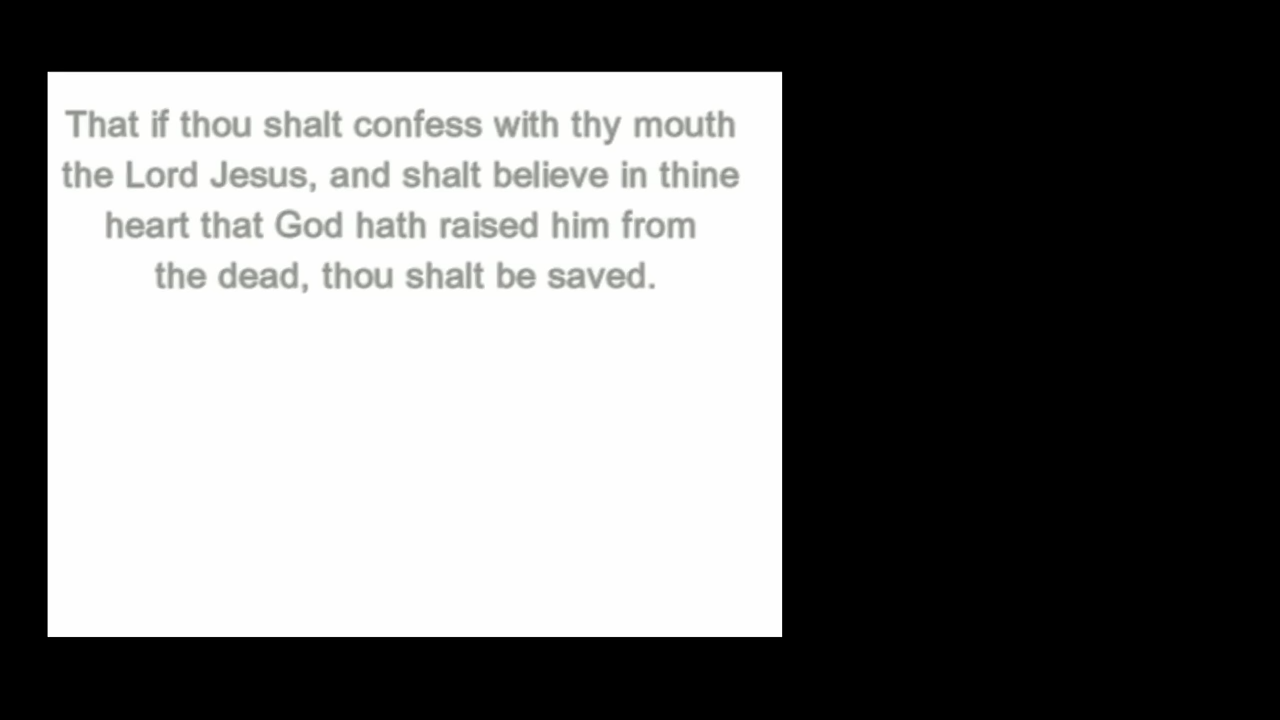 That if thou shalt confess with thy mouth
the Lord Jesus, and shalt believe in thine
heart that God hath raised him from
the dead, thou shalt be saved.